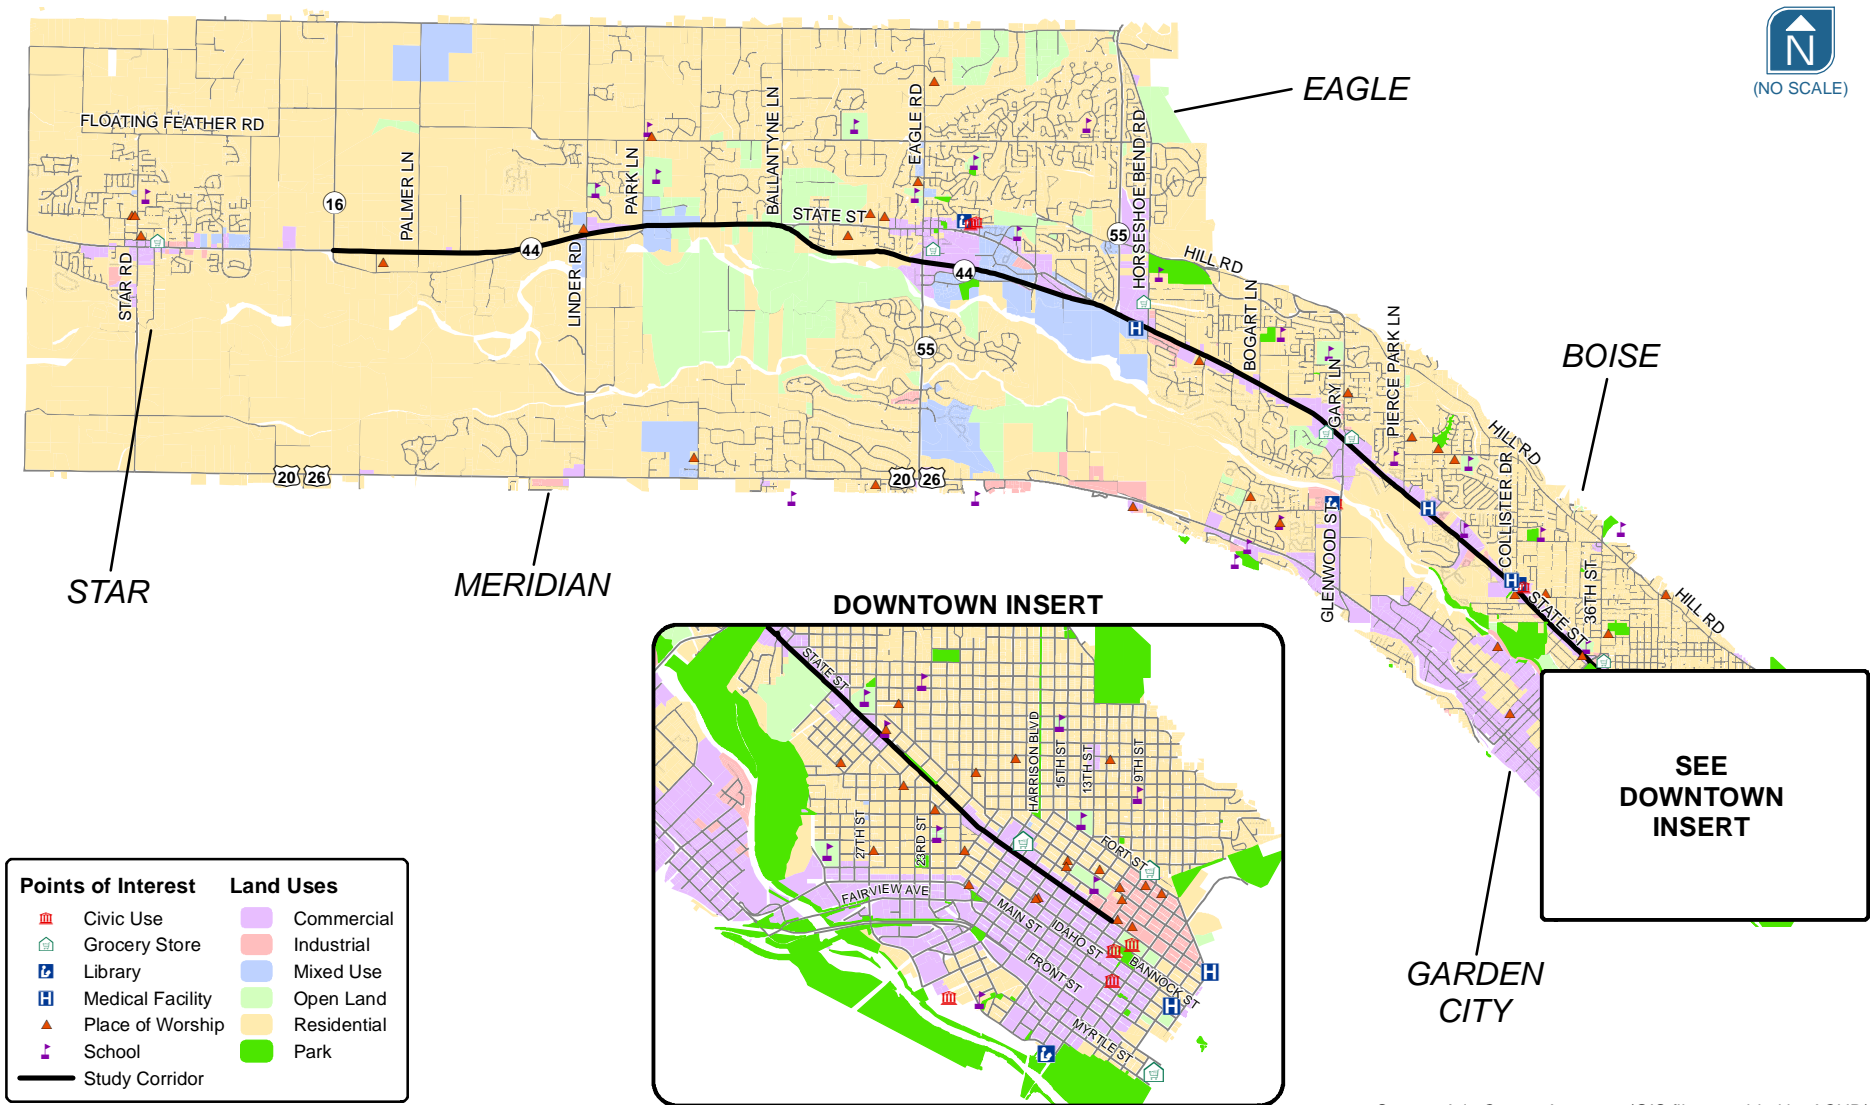 N
(NO SCALE)
EAGLE
FLOATING FEATHER RD
PALMER LN
PARK LN
BALLANTYNE LN
EAGLE RD
HORSESHOE BEND RD
16
STATE ST
44
55
44
HILL RD
STAR RD
LINDER RD
BOGART LN
PIERCE PARK LN
GARY LN
55
BOISE
HILL RD
COLLISTER DR
20 26
20 26
GLENWOOD ST
36TH ST
STATE ST
HILL RD
STAR
MERIDIAN
GARDEN
CITY
SEE
DOWNTOWN
INSERT
DOWNTOWN INSERT
STATE ST
HARRISON BLVD
15TH ST
13TH ST
9TH ST
27TH ST
23RD ST
FORT ST
FAIRVIEW AVE
MAIN ST
IDAHO ST
FRONT ST
BANNOCK ST
MYRTLE ST
Points of Interest
Civic Use
Grocery Store
Library
H Medical Facility
Place of Worship
School
Study Corridor
Land Uses
Commercial
Industrial
Mixed Use
Open Land
Residential
Park